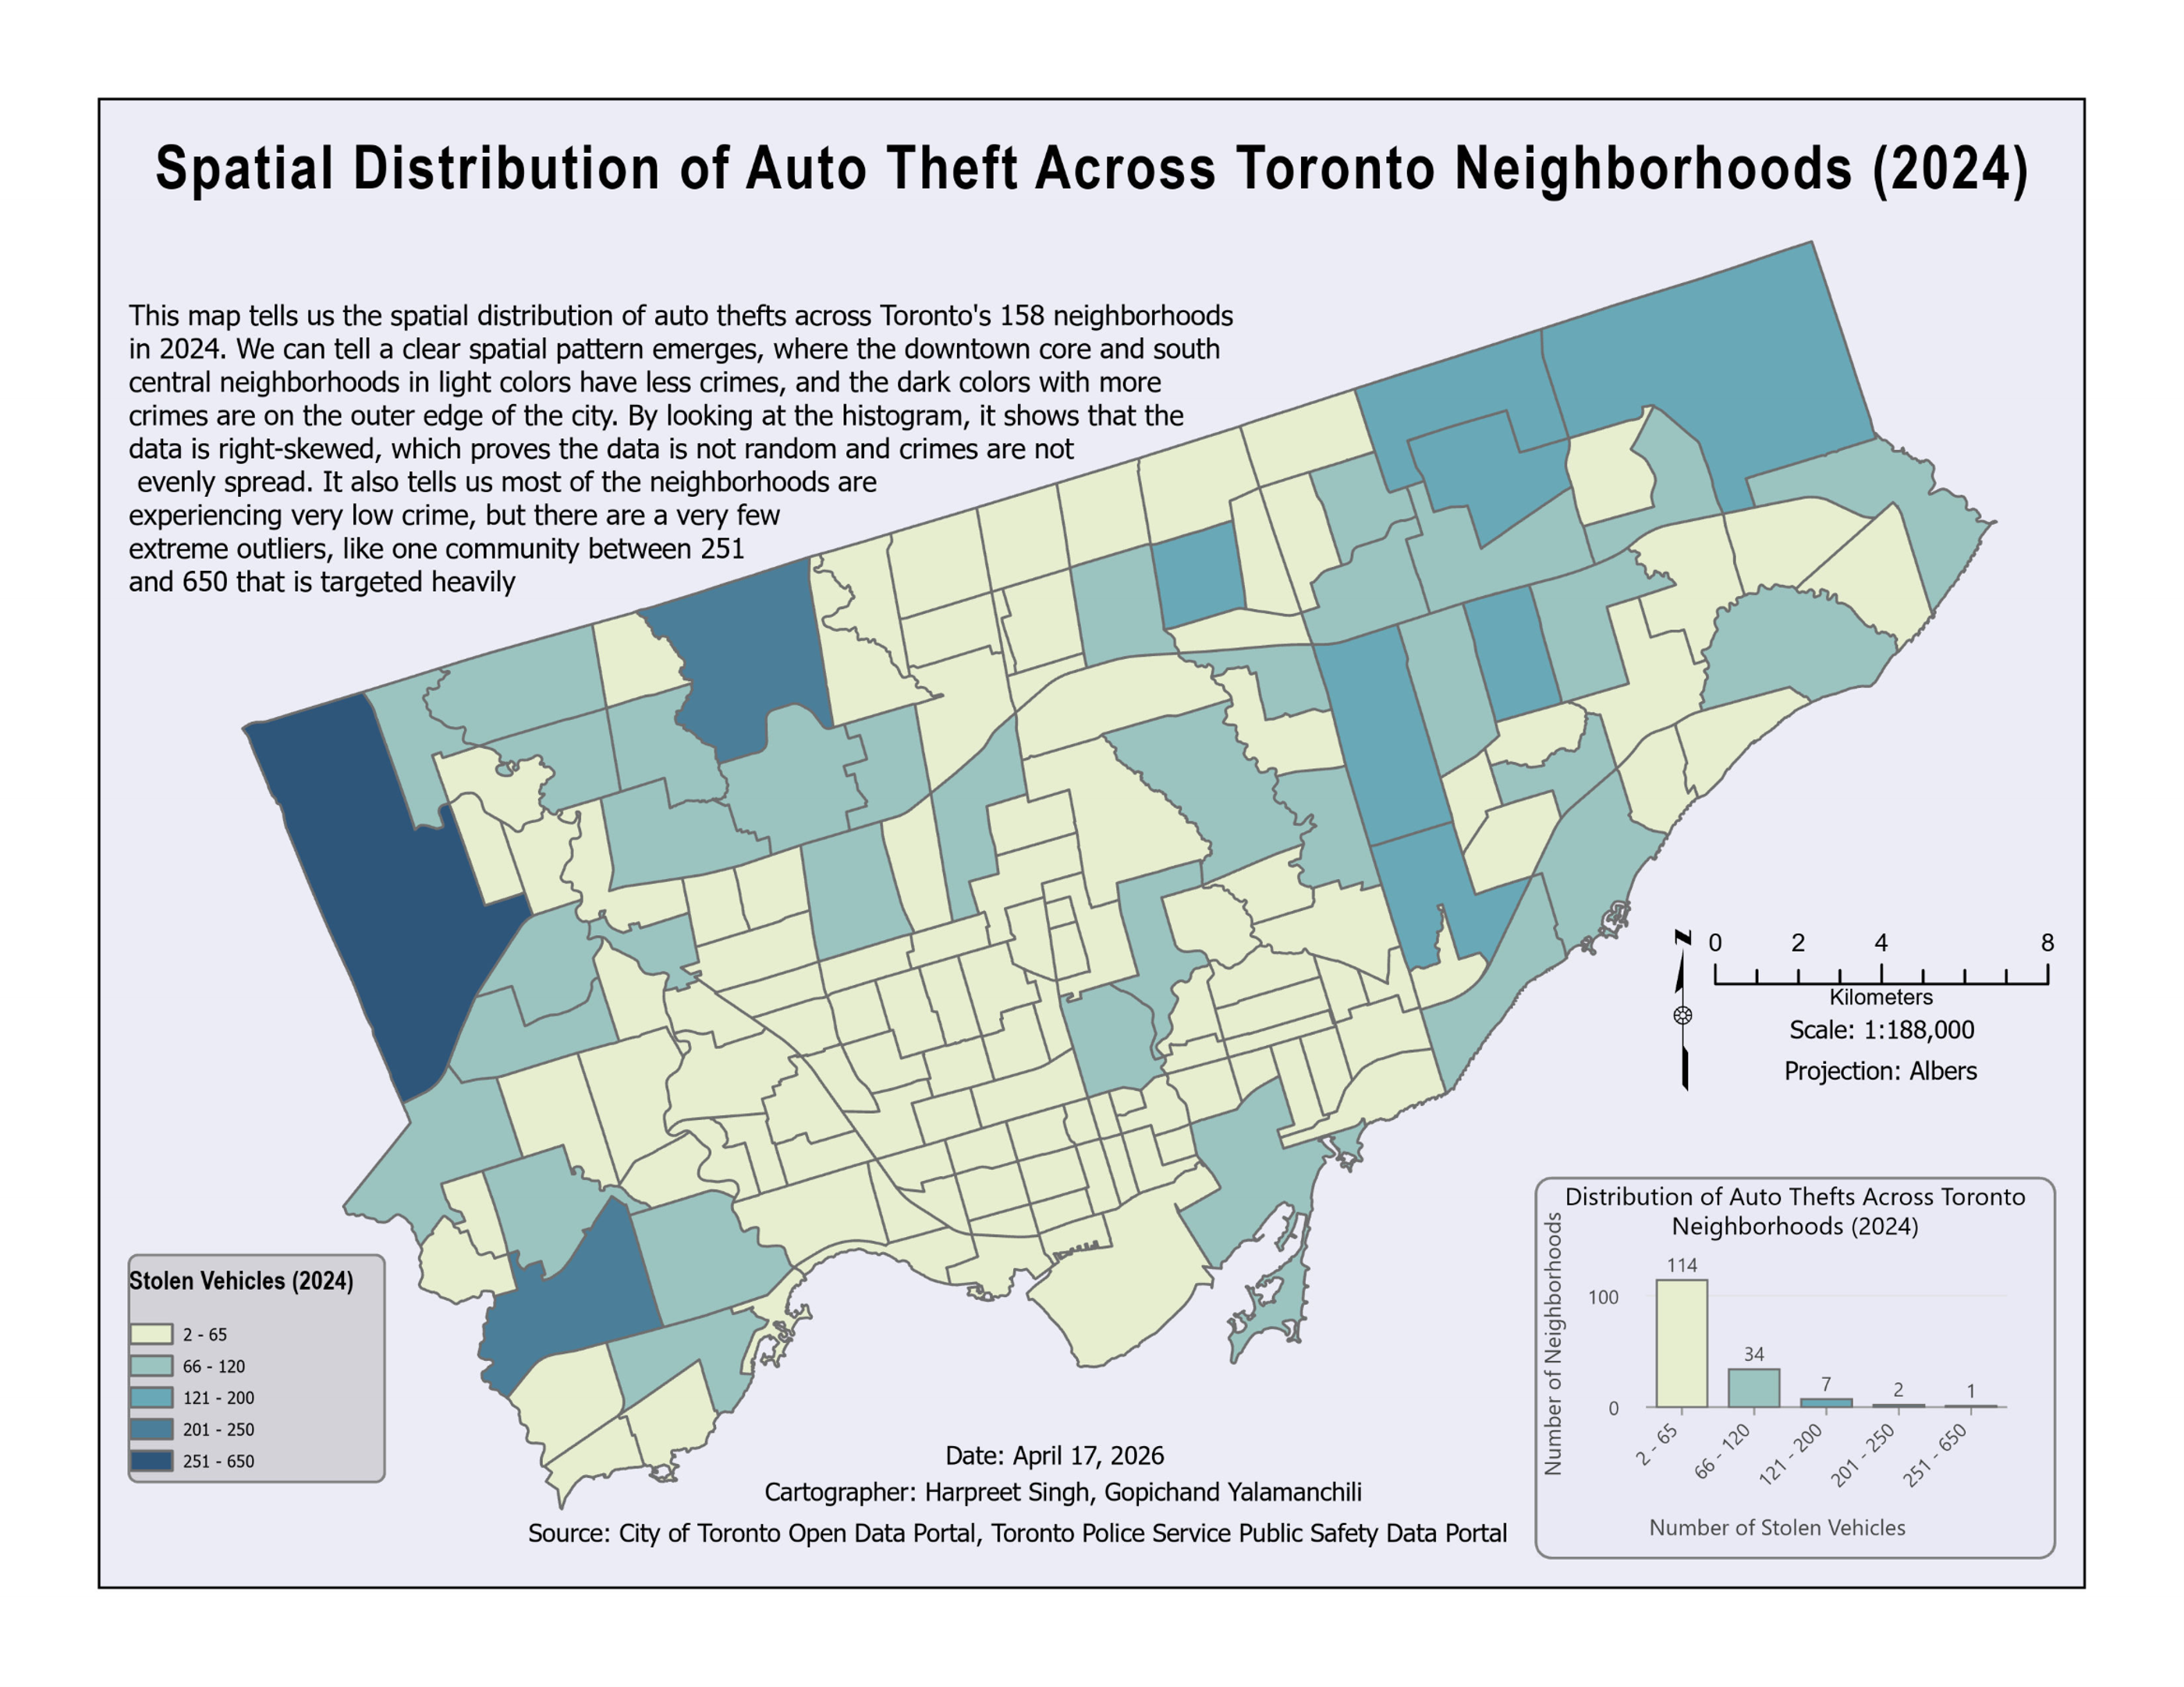 Spatial Distribution of Auto Theft Across Toronto Neighborhoods (2024)
This map tells us the spatial distribution of auto thefts across Toronto's 158 neighborhoods
in 2024. We can tell a clear spatial pattern emerges, where the downtown core and south
central neighborhoods in light colors have less crimes, and the dark colors with more
crimes are on the outer edge of the city. By looking at the histogram, it shows that the
data is right-skewed, which proves the data is not random and crimes are not
evenly spread. It also tells us most of the neighborhoods are
experiencing very low crime, but there are a very few
extreme outliers, like one community between 251
and 650 that is targeted heavily
N
0 2 4 8
Kilometers
Scale: 1:188,000
Projection: Albers
Stolen Vehicles (2024)
2 - 65
66 - 120
121 - 200
201 - 250
251 - 650
Distribution of Auto Thefts Across Toronto
Neighborhoods (2024)
Number of Neighborhoods
100
0
114
34
7
2
1
2 - 65
66 - 120
121 - 200
201 - 250
251 - 650
Number of Stolen Vehicles
Date: April 17, 2026
Cartographer: Harpreet Singh, Gopichand Yalamanchili
Source: City of Toronto Open Data Portal, Toronto Police Service Public Safety Data Portal